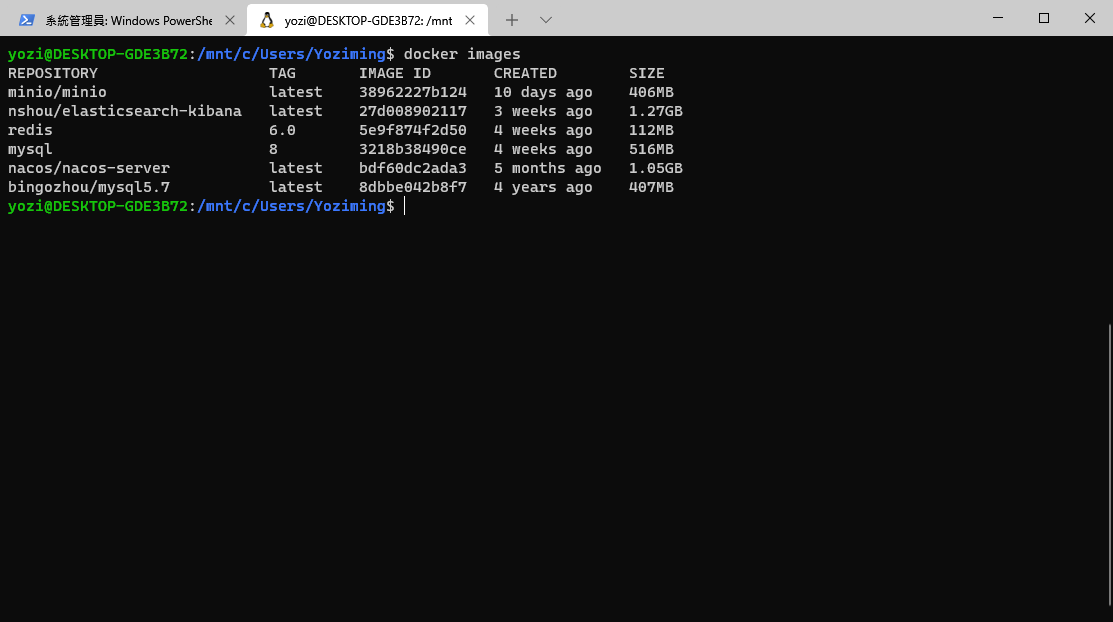 系統管理員: Windows PowerShe
yozi@DESKTOP-GDE3B72: /mnt
yozi@DESKTOP-GDE3B72:/mnt/c/Users/Yoziming$ docker images
REPOSITORY TAG IMAGE ID CREATED SIZE
minio/minio latest 38962227b124 10 days ago 406MB
nshou/elasticsearch-kibana latest 27d008902117 3 weeks ago 1.27GB
redis 6.0 5e9f874f2d50 4 weeks ago 112MB
mysql 8 3218b38490ce 4 weeks ago 516MB
nacos/nacos-server latest bdf60dc2ada3 5 months ago 1.05GB
bingozhou/mysql5.7 latest 8dbbe042b8f7 4 years ago 407MB
yozi@DESKTOP-GDE3B72:/mnt/c/Users/Yoziming$